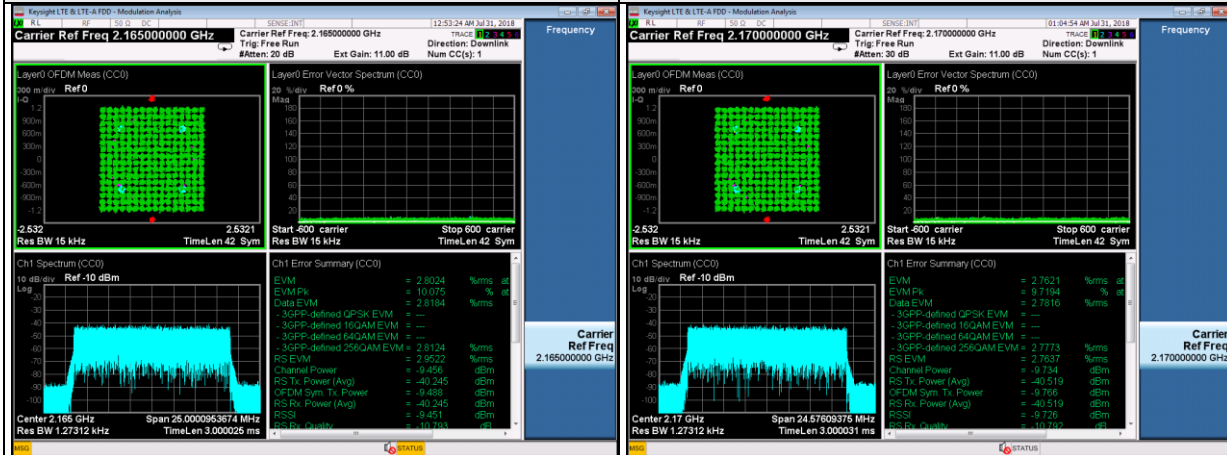 Keysight LTE & LTE-A FDD - Modulation Analysis
RL RF 50 Ω DC SENSE:INT 12:53:24 AM Jul 31, 2018
Carrier Ref Freq 2.165000000 GHz
Carrier Ref Freq: 2.165000000 GHz
Trig: Free Run
#Atten: 20 dB Ext Gain: 11.00 dB
TRACE 1 2 3 4 5 6
Direction: Downlink
Num CC(s): 1
Frequency
Layer0 OFDM Meas (CC0)
300 m/div Ref 0
I-Q
1.2
900m
600m
300m
0
-300m
-600m
-900m
-1.2
-2.532 2.5321
Res BW 15 kHz TimeLen 42 Sym
Layer0 Error Vector Spectrum (CC0)
20 %/div Ref 0 %
Mag
180
160
140
120
100
80
60
40
20
Start -600 carrier Stop 600 carrier
Res BW 15 kHz TimeLen 42 Sym
Ch1 Spectrum (CC0)
10 dB/div Ref -10 dBm
Log
-20
-30
-40
-50
-60
-70
-80
-90
-100
Center 2.165 GHz Span 25.0000953674 MHz
Res BW 1.27312 kHz TimeLen 3.000025 ms
Ch1 Error Summary (CC0)
EVM = 2.8024 %rms at
EVM Pk = 10.075 % at
Data EVM = 2.8184 %rms
- 3GPP-defined QPSK EVM = ---
- 3GPP-defined 16QAM EVM = ---
- 3GPP-defined 64QAM EVM = ---
- 3GPP-defined 256QAM EVM = 2.8124 %rms
RS EVM = 2.9522 %rms
Channel Power = -9.456 dBm
RS Tx. Power (Avg) = -40.245 dBm
OFDM Sym. Tx. Power = -9.488 dBm
RS Rx. Power (Avg) = -40.245 dBm
RSSI = -9.451 dBm
RS Rx. Quality = -10.793 dB
Carrier
Ref Freq
2.165000000 GHz
MSG STATUS
Keysight LTE & LTE-A FDD - Modulation Analysis
RL RF 50 Ω DC SENSE:INT 01:04:54 AM Jul 31, 2018
Carrier Ref Freq 2.170000000 GHz
Carrier Ref Freq: 2.170000000 GHz
Trig: Free Run
#Atten: 30 dB Ext Gain: 11.00 dB
TRACE 1 2 3 4 5 6
Direction: Downlink
Num CC(s): 1
Frequency
Layer0 OFDM Meas (CC0)
300 m/div Ref 0
I-Q
1.2
900m
600m
300m
0
-300m
-600m
-900m
-1.2
-2.532 2.5321
Res BW 15 kHz TimeLen 42 Sym
Layer0 Error Vector Spectrum (CC0)
20 %/div Ref 0 %
Mag
180
160
140
120
100
80
60
40
20
Start -600 carrier Stop 600 carrier
Res BW 15 kHz TimeLen 42 Sym
Ch1 Spectrum (CC0)
10 dB/div Ref -10 dBm
Log
-20
-30
-40
-50
-60
-70
-80
-90
-100
Center 2.17 GHz Span 24.57609375 MHz
Res BW 1.27312 kHz TimeLen 3.000031 ms
Ch1 Error Summary (CC0)
EVM = 2.7621 %rms at
EVM Pk = 9.7194 % at
Data EVM = 2.7816 %rms
- 3GPP-defined QPSK EVM = ---
- 3GPP-defined 16QAM EVM = ---
- 3GPP-defined 64QAM EVM = ---
- 3GPP-defined 256QAM EVM = 2.7773 %rms
RS EVM = 2.7637 %rms
Channel Power = -9.734 dBm
RS Tx. Power (Avg) = -40.519 dBm
OFDM Sym. Tx. Power = -9.766 dBm
RS Rx. Power (Avg) = -40.519 dBm
RSSI = -9.726 dBm
RS Rx. Quality = -10.792 dB
Carrier
Ref Freq
2.170000000 GHz
MSG STATUS